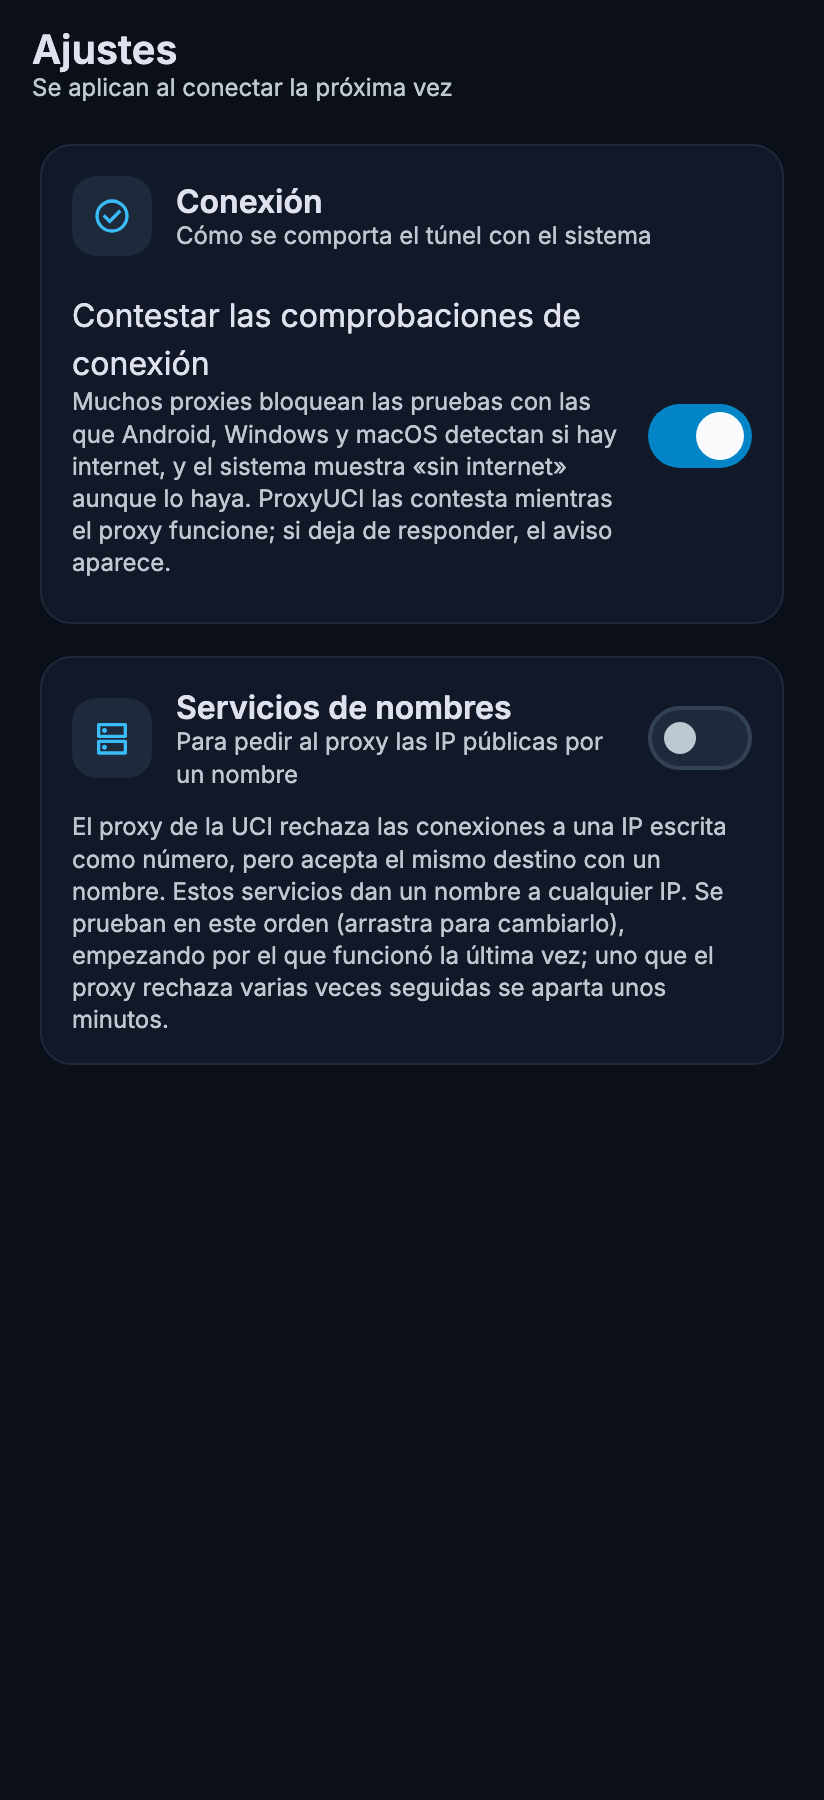 Ajustes
Se aplican al conectar la próxima vez
Conexión
Cómo se comporta el túnel con el sistema
Contestar las comprobaciones de
conexión
Muchos proxies bloquean las pruebas con las
que Android, Windows y macOS detectan si hay
internet, y el sistema muestra «sin internet»
aunque lo haya. ProxyUCI las contesta mientras
el proxy funcione; si deja de responder, el aviso
aparece.
Servicios de nombres
Para pedir al proxy las IP públicas por
un nombre
El proxy de la UCI rechaza las conexiones a una IP escrita
como número, pero acepta el mismo destino con un
nombre. Estos servicios dan un nombre a cualquier IP. Se
prueban en este orden (arrastra para cambiarlo),
empezando por el que funcionó la última vez; uno que el
proxy rechaza varias veces seguidas se aparta unos
minutos.